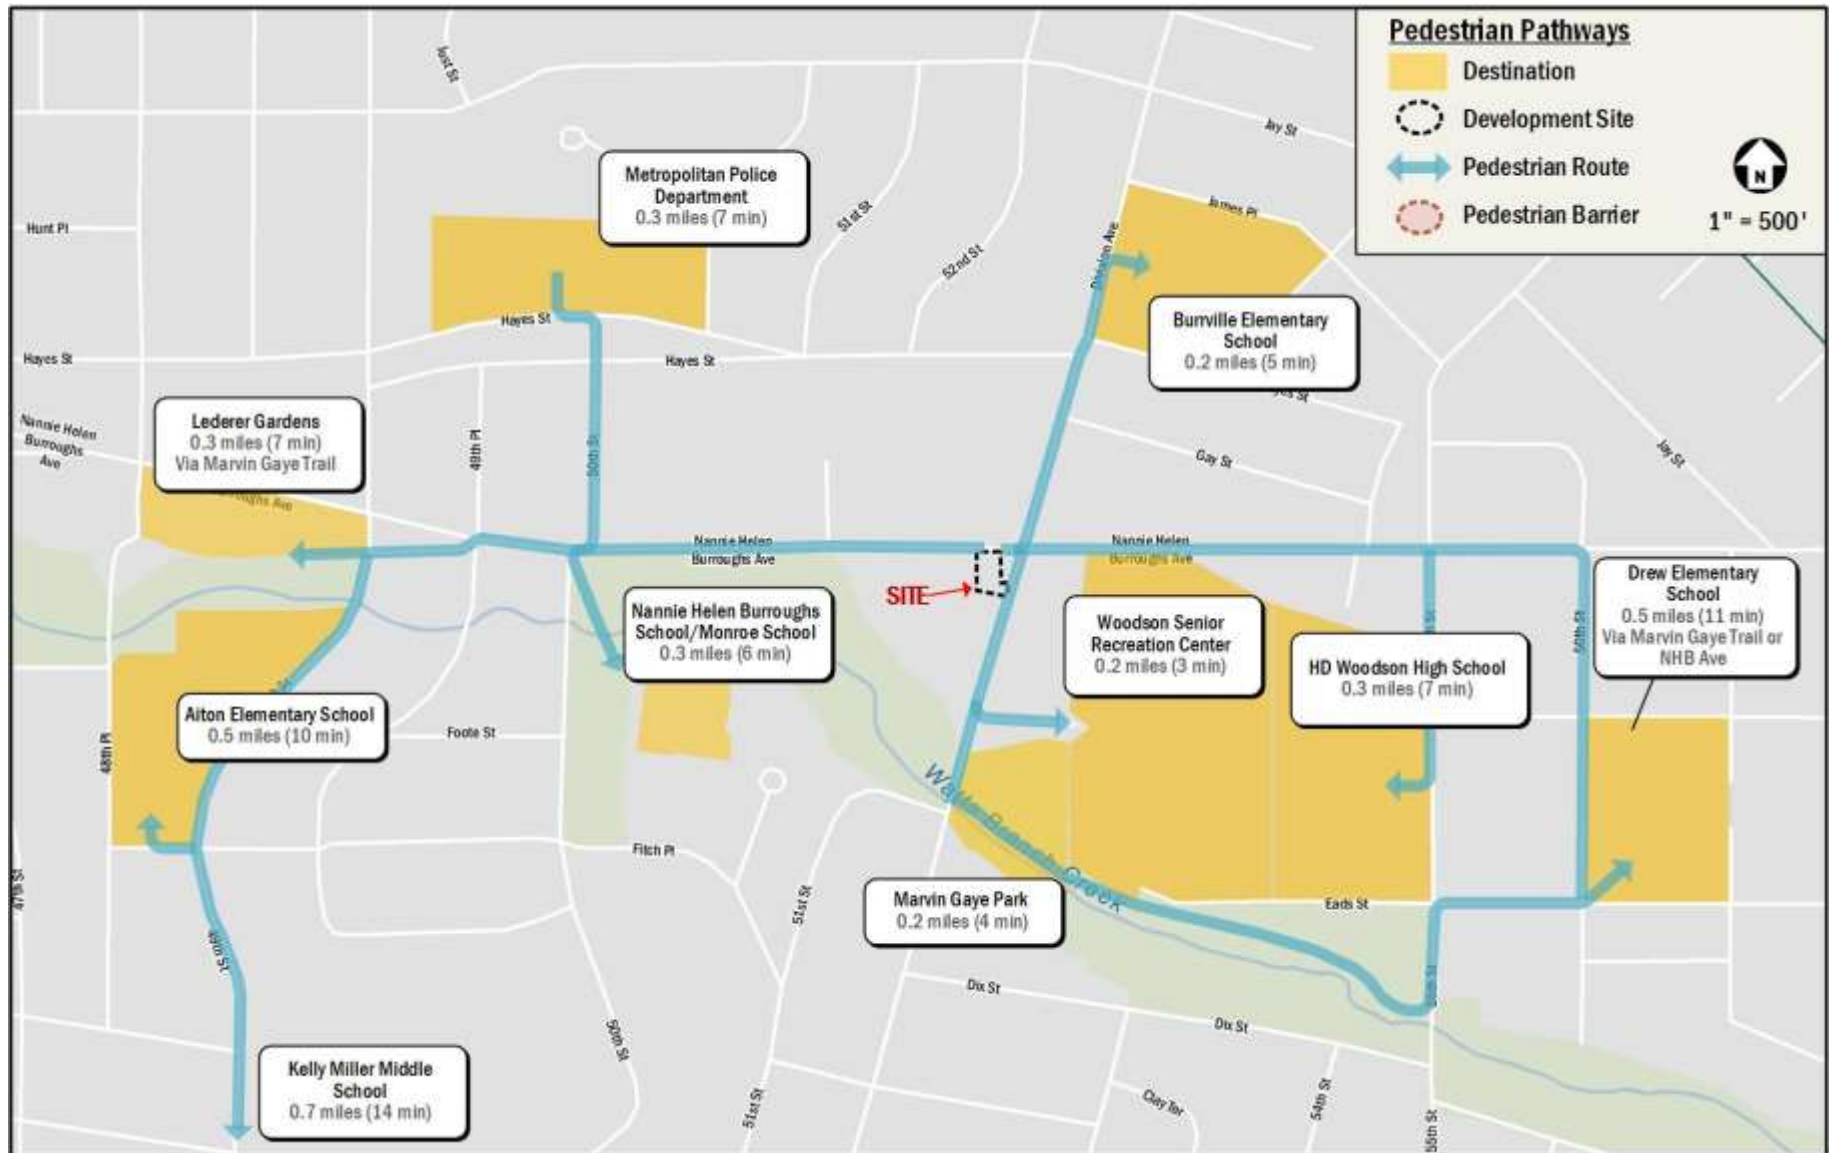 Pedestrian Pathways
Destination
Development Site
Pedestrian Route
Pedestrian Barrier
N
1" = 500'
Just St
Jay St
Metropolitan Police
Department
0.3 miles (7 min)
James Pl
51st St
Hunt Pl
52nd St
Division Ave
Burrville Elementary
School
0.2 miles (5 min)
Hayes St
Hayes St
Hayes St
Lederer Gardens
0.3 miles (7 min)
Via Marvin Gaye Trail
Nannie Helen
Burroughs
Ave
49th Pl
50th St
Gay St
Jay St
Burroughs Ave
Nannie Helen
Burroughs Ave
Nannie Helen
Burroughs Ave
SITE
Drew Elementary
School
0.5 miles (11 min)
Via Marvin Gaye Trail or
NHB Ave
Nannie Helen Burroughs
School/Monroe School
0.3 miles (6 min)
Woodson Senior
Recreation Center
0.2 miles (3 min)
HD Woodson High School
0.3 miles (7 min)
Aiton Elementary School
0.5 miles (10 min)
Foote St
48th Pl
Watts Branch Creek
Fitch Pl
47th St
51st St
Marvin Gaye Park
0.2 miles (4 min)
Eads St
49th St
Dix St
Dix St
50th St
Kelly Miller Middle
School
0.7 miles (14 min)
51st St
Clay Ter
54th St
55th St